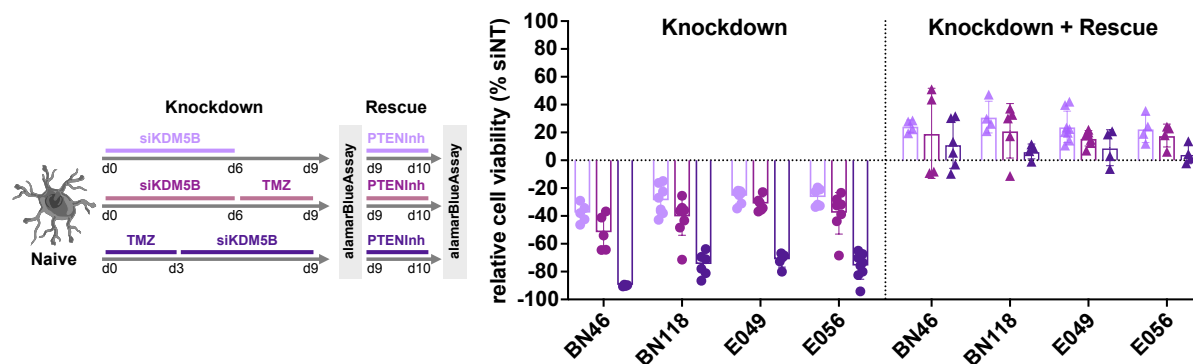 Knockdown
Rescue
siKDM5B
PTENInh
d0
d6
d9
d9
d10
siKDM5B
TMZ
PTENInh
d0
d6
d9
d9
d10
TMZ
siKDM5B
PTENInh
d0
d3
d9
d9
d10
Naive
alamarBlueAssay
alamarBlueAssay
relative cell viability (% siNT)
100
80
60
40
20
0
-20
-40
-60
-80
-100
Knockdown
Knockdown + Rescue
BN46
BN118
E049
E056
BN46
BN118
E049
E056